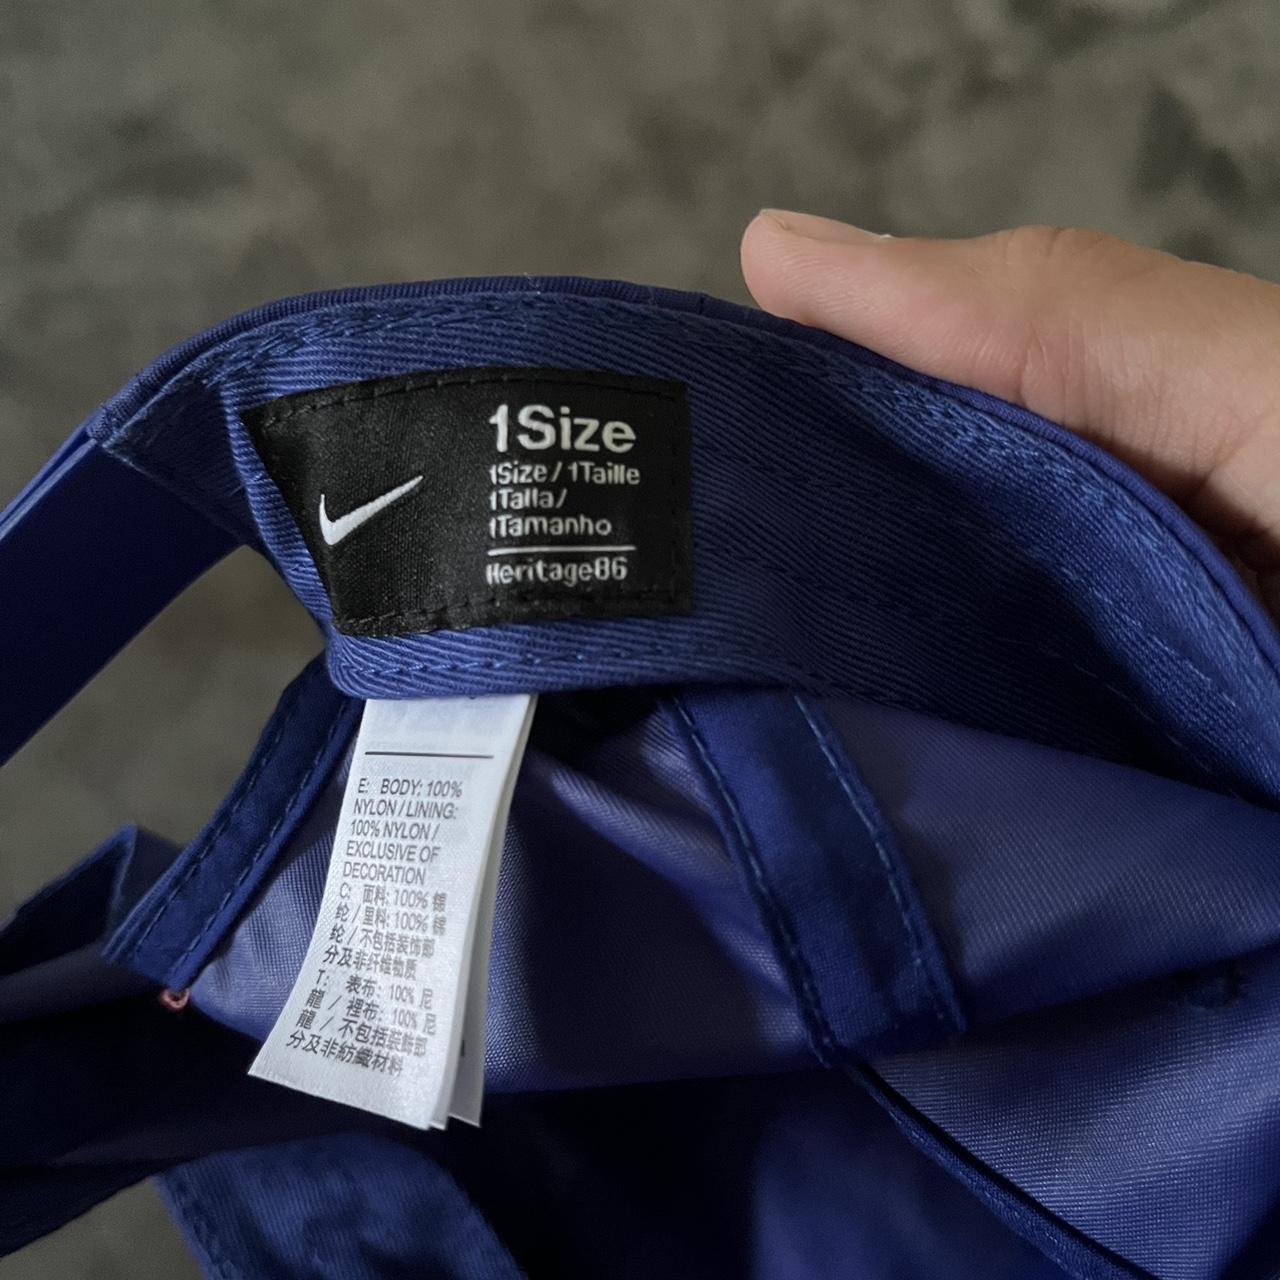 1Size
1Size / 1Taille
1Talla /
1Tamanho
Heritage86
E: BODY: 100%
NYLON / LINING:
100% NYLON /
EXCLUSIVE OF
DECORATION
C: 面料: 100% 锦
纶 / 里料: 100% 锦
纶 / 不包括装饰部
分及非纤维物质
T: 表布: 100% 尼
龍 / 裡布: 100% 尼
龍 / 不包括裝飾部
分及非紡織材料